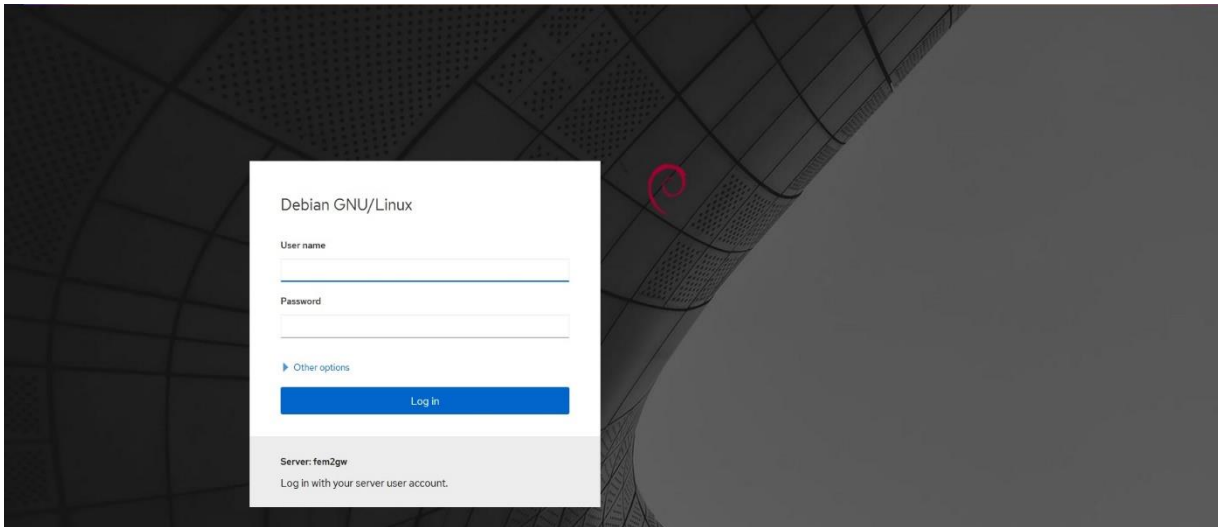 Debian GNU/Linux
User name
Password
Other options
Log in
Server: fem2gw
Log in with your server user account.